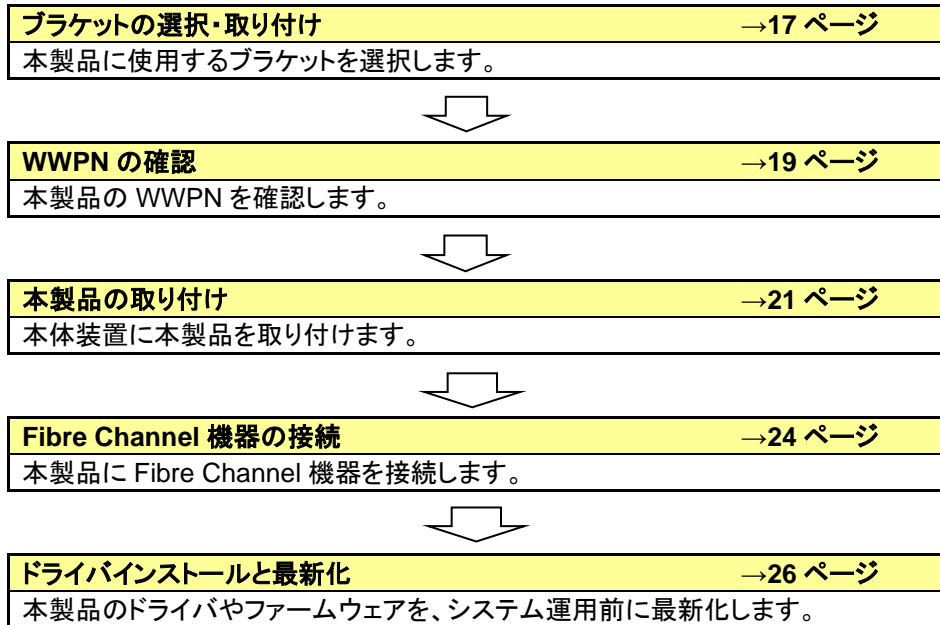 ブラケットの選択・取り付け →17 ページ
本製品に使用するブラケットを選択します。
WWPN の確認 →19 ページ
本製品の WWPN を確認します。
本製品の取り付け →21 ページ
本体装置に本製品を取り付けます。
Fibre Channel 機器の接続 →24 ページ
本製品に Fibre Channel 機器を接続します。
ドライバインストールと最新化 →26 ページ
本製品のドライバやファームウェアを、システム運用前に最新化します。